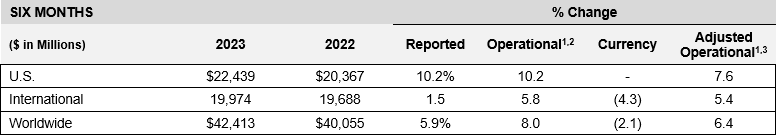 SIX MONTHS % Change
($ in Millions) 2023 2022 Reported Operational1,2 Currency Adjusted Operational1,3
U.S. $22,439 $20,367 10.2% 10.2 - 7.6
International 19,974 19,688 1.5 5.8 (4.3) 5.4
Worldwide $42,413 $40,055 5.9% 8.0 (2.1) 6.4